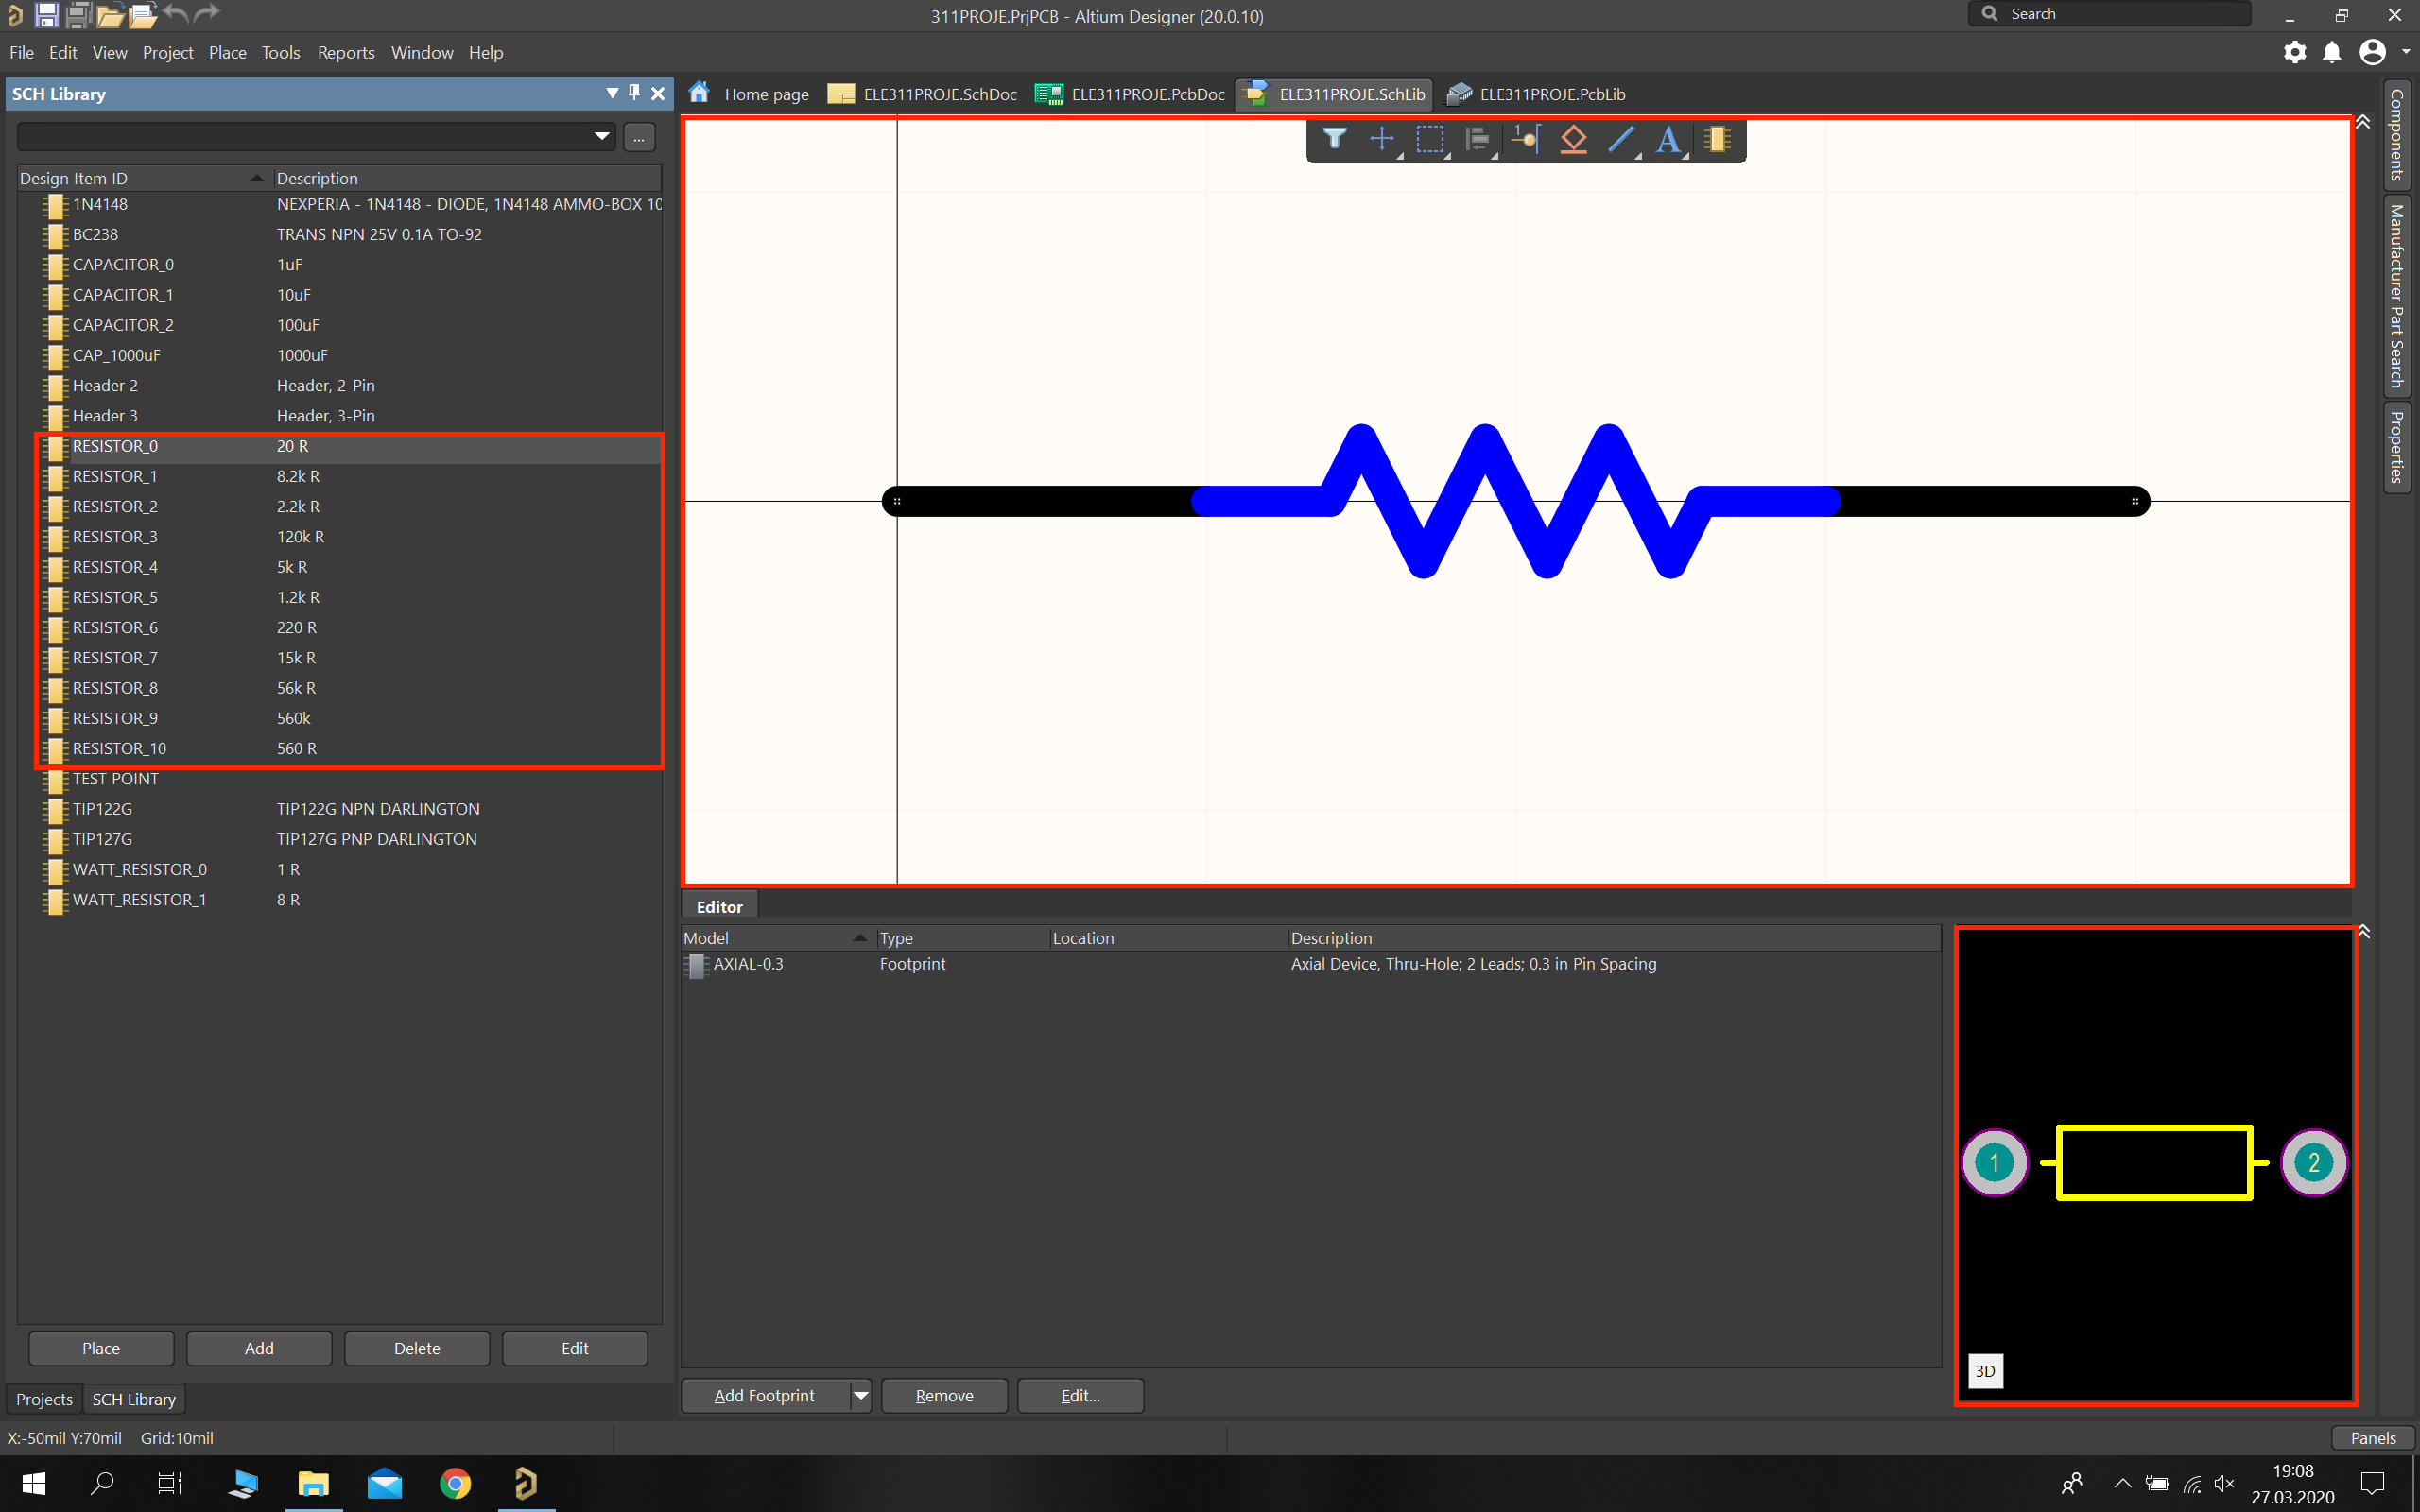 311PROJE.PrjPCB - Altium Designer (20.0.10)
Search
File Edit View Project Place Tools Reports Window Help
SCH Library
Home page ELE311PROJE.SchDoc ELE311PROJE.PcbDoc ELE311PROJE.SchLib ELE311PROJE.PcbLib
...
Design Item ID Description
1N4148 NEXPERIA - 1N4148 - DIODE, 1N4148 AMMO-BOX 10
BC238 TRANS NPN 25V 0.1A TO-92
CAPACITOR_0 1uF
CAPACITOR_1 10uF
CAPACITOR_2 100uF
CAP_1000uF 1000uF
Header 2 Header, 2-Pin
Header 3 Header, 3-Pin
RESISTOR_0 20 R
RESISTOR_1 8.2k R
RESISTOR_2 2.2k R
RESISTOR_3 120k R
RESISTOR_4 5k R
RESISTOR_5 1.2k R
RESISTOR_6 220 R
RESISTOR_7 15k R
RESISTOR_8 56k R
RESISTOR_9 560k
RESISTOR_10 560 R
TEST POINT
TIP122G TIP122G NPN DARLINGTON
TIP127G TIP127G PNP DARLINGTON
WATT_RESISTOR_0 1 R
WATT_RESISTOR_1 8 R
Place Add Delete Edit
Projects SCH Library
Components
Manufacturer Part Search
Properties
Editor
Model Type Location Description
AXIAL-0.3 Footprint Axial Device, Thru-Hole; 2 Leads; 0.3 in Pin Spacing
1 2
3D
Add Footprint Remove Edit...
X:-50mil Y:70mil Grid:10mil
Panels
19:08
27.03.2020